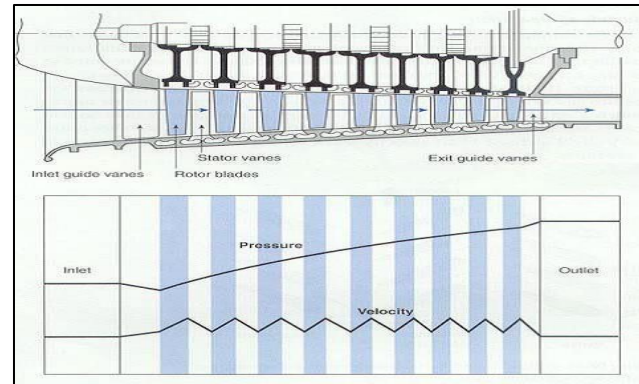 Stator vanes
Exit guide vanes
Inlet guide vanes
Rotor blades
Pressure
Inlet
Outlet
Velocity